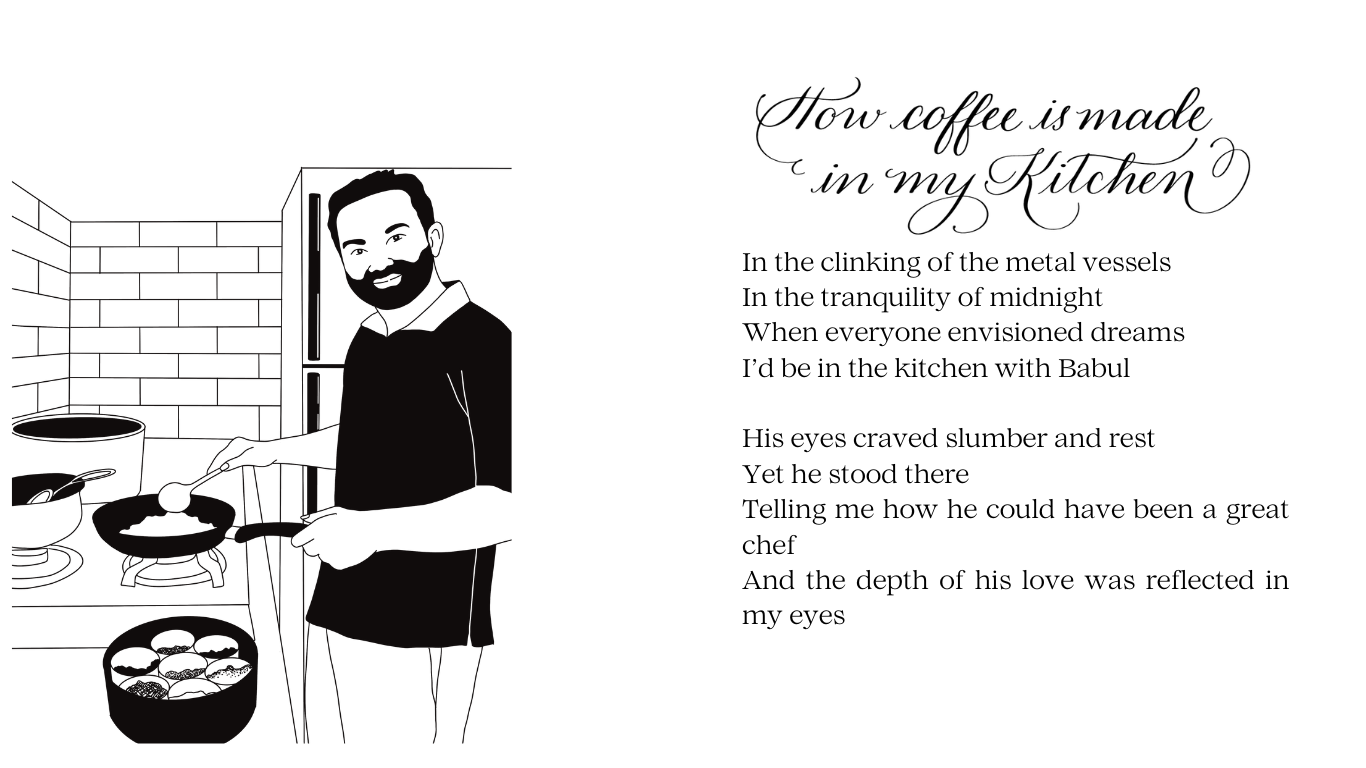 How coffee is made
in my Kitchen
In the clinking of the metal vessels
In the tranquility of midnight
When everyone envisioned dreams
I’d be in the kitchen with Babul
His eyes craved slumber and rest
Yet he stood there
Telling me how he could have been a great
chef
And the depth of his love was reflected in
my eyes